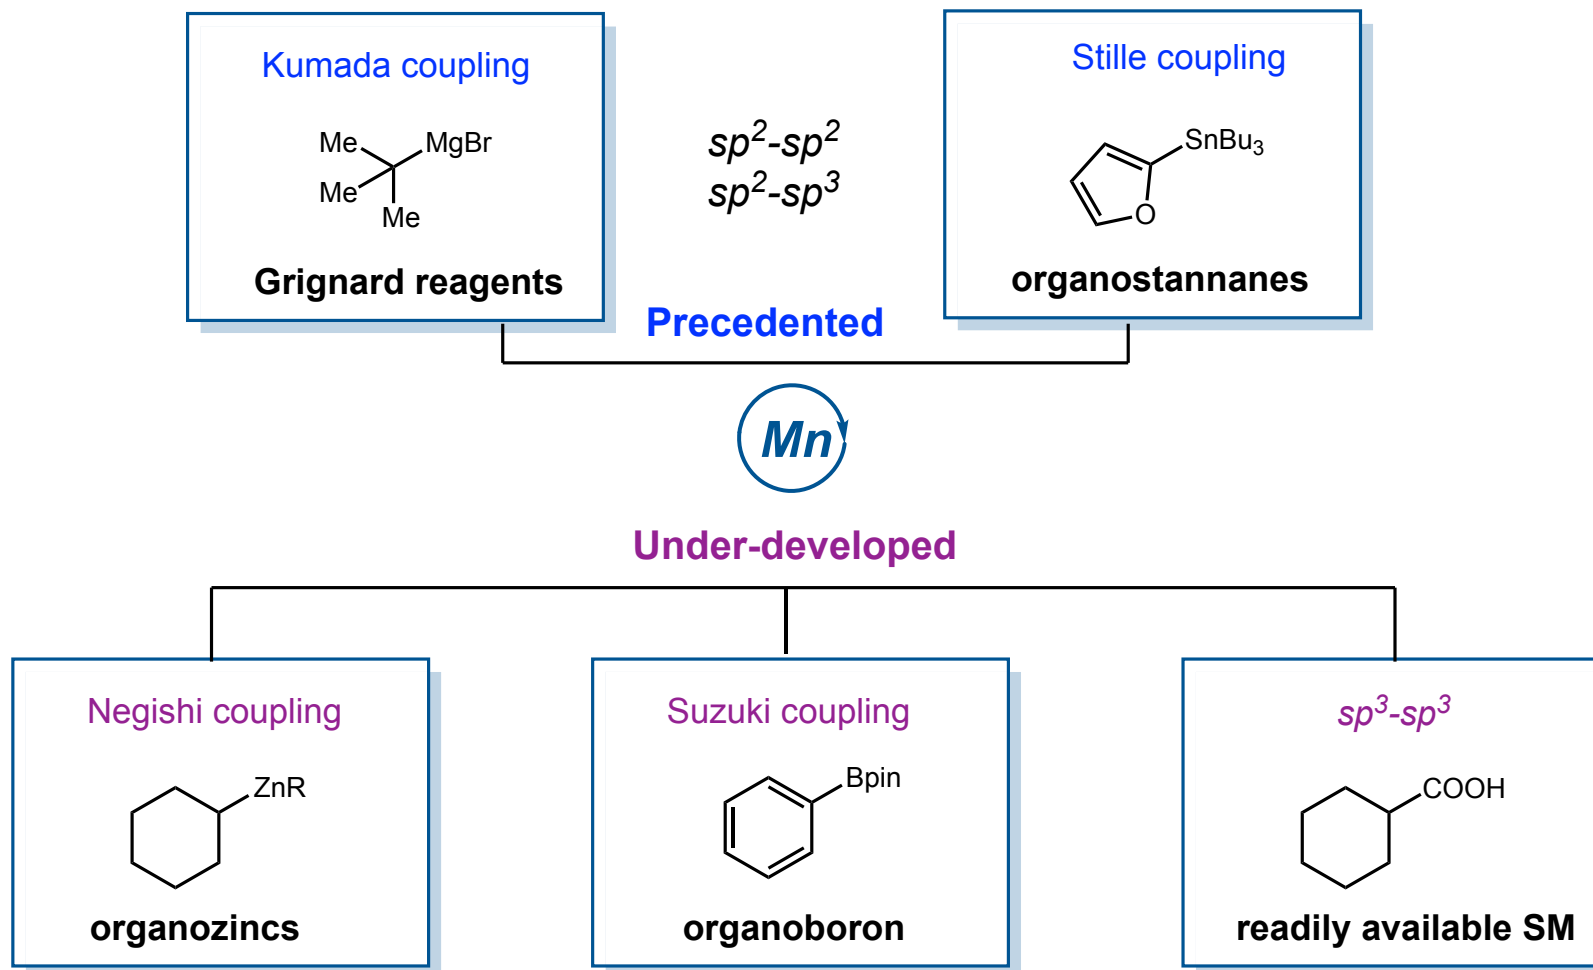 Kumada coupling
Me
MgBr
Me
Me
Grignard reagents
sp²-sp²
sp²-sp³
Stille coupling
SnBu₃
O
organostannanes
Precedented
Mn
Under-developed
Negishi coupling
ZnR
organozincs
Suzuki coupling
Bpin
organoboron
sp³-sp³
COOH
readily available SM